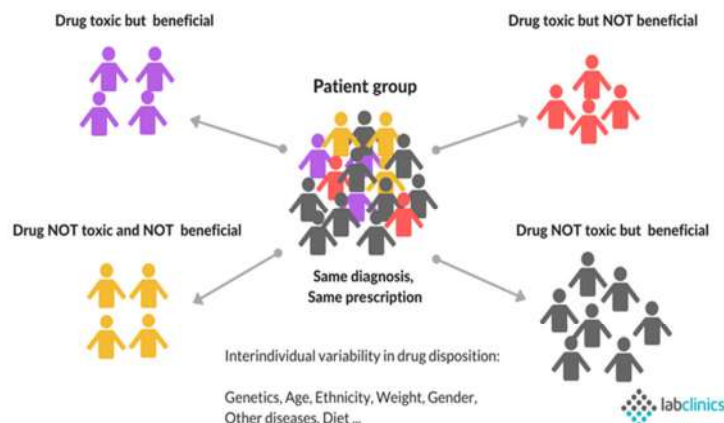 Drug toxic but beneficial
Drug toxic but NOT beneficial
Patient group
Drug NOT toxic and NOT beneficial
Drug NOT toxic but beneficial
Same diagnosis,
Same prescription
Interindividual variability in drug disposition:
Genetics, Age, Ethnicity, Weight, Gender,
Other diseases, Diet ...
labclinics